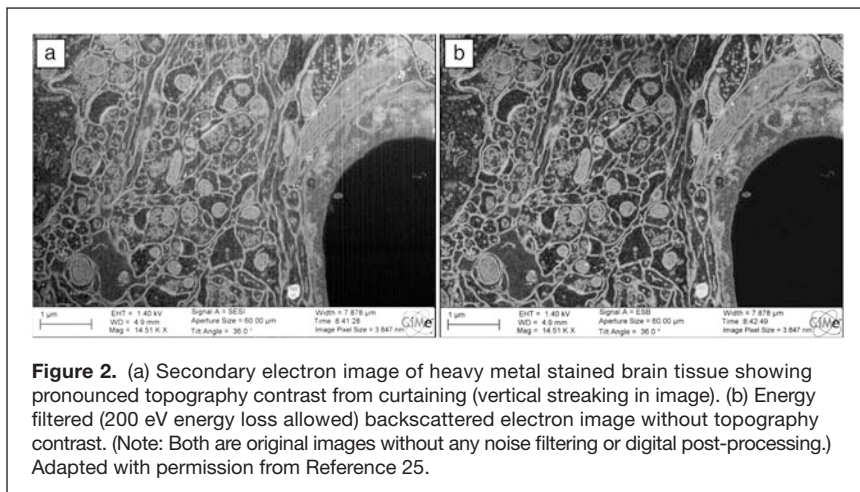 a
b
1 µm
EHT = 1.40 kV
WD = 4.9 mm
Mag = 14.51 K X
Signal A = SESI
Aperture Size = 60.00 µm
Tilt Angle = 36.0 °
Width = 7.878 µm
Time :8:41:28
Image Pixel Size = 3.847 nm
1 µm
EHT = 1.40 kV
WD = 4.9 mm
Mag = 14.51 K X
Signal A = ESB
Aperture Size = 60.00 µm
Tilt Angle = 36.0 °
Width = 7.878 µm
Time :8:42:49
Image Pixel Size = 3.847 nm
Figure 2. (a) Secondary electron image of heavy metal stained brain tissue showing
pronounced topography contrast from curtaining (vertical streaking in image). (b) Energy
filtered (200 eV energy loss allowed) backscattered electron image without topography
contrast. (Note: Both are original images without any noise filtering or digital post-processing.)
Adapted with permission from Reference 25.